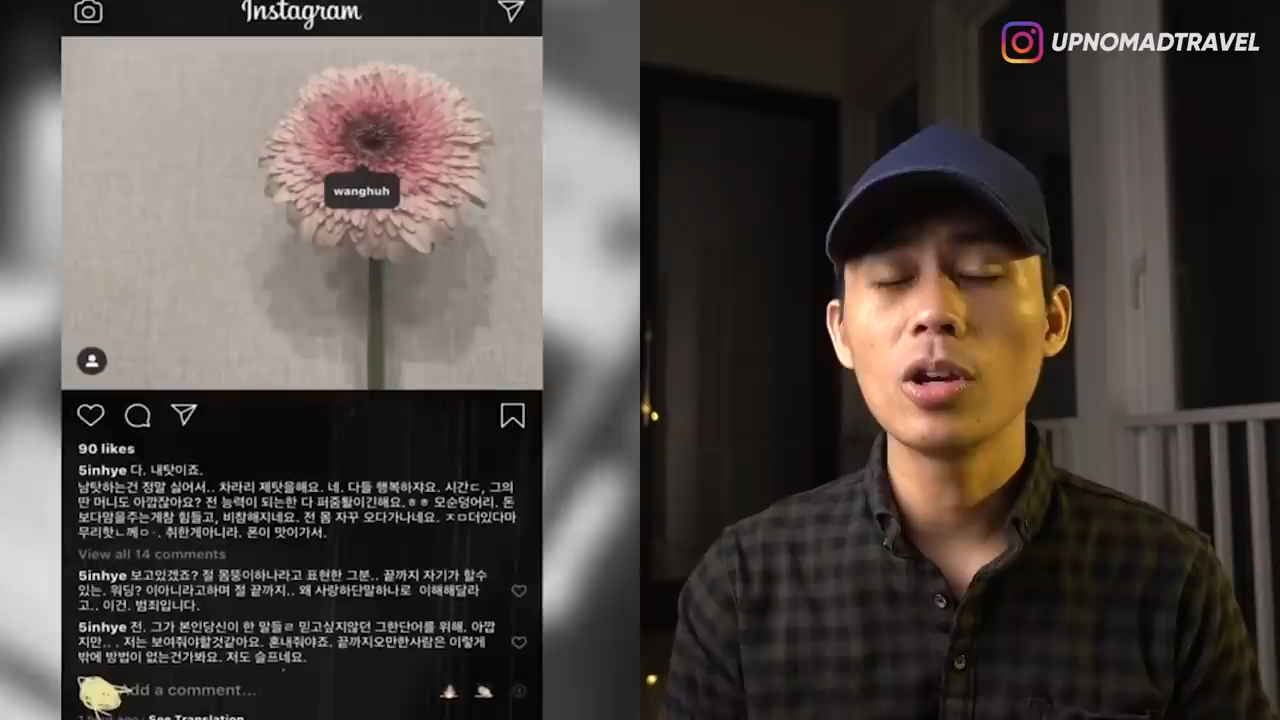 Instagram
UPNOMADTRAVEL
wanghuh
90 likes
5inhye 다. 내탓이죠.
남탓하는건 정말 싫어서.. 차라리 제탓을해요. 네. 다들 행복하쟈요. 시간ㄷ, 그의
만 머니도 아깝잖아요? 전 능력이 되는한 다 퍼줌퇄이긴해요.ㅎㅎ 모순덩어리. 돈
보다맘을주는게참 힘들고, 비참해지네요. 전 몸 자꾸 오다가나네요. ㅈㅁ더있다마
무리핫ㄴ께ㅇㆍ. 취한게아니라. 폰이 맛이가서.
View all 14 comments
5inhye 보고있겠죠? 절 몸뚱이하나라고 표현한 그분.. 끝까지 자기가 할수
있는. 워딩? 이아니라고하며 절 끝까지.. 왜 사랑하단말하나로 이해해달라
고.. 이건. 범죄입니다.
5inhye 전. 그가 본인당신이 한 말들ㄹ 믿고싶지않던 그한단어를 위해. 아깝
지만.. . 저는 보여줘야할것같아요. 혼내줘야죠. 끝까지오만한사람은 이렇게
밖에 방법이 없는건가봐요. 저도 슬프네요.
Add a comment...
See Translation